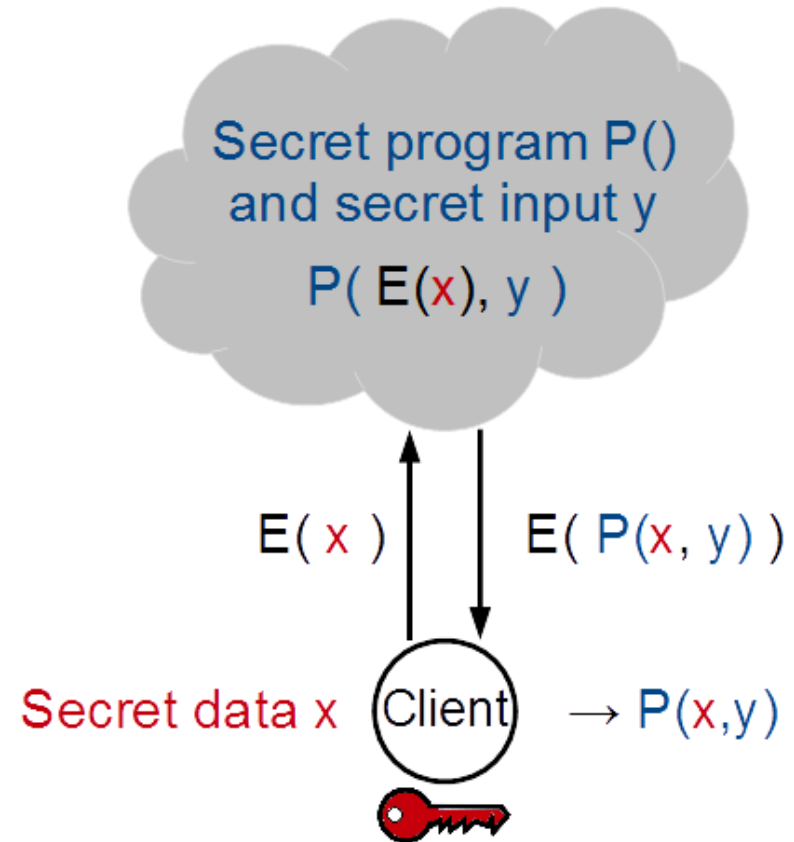 Secret program P()
and secret input y
P( E(x), y )
E( x )
E( P(x, y) )
Secret data x
Client
→ P(x,y)